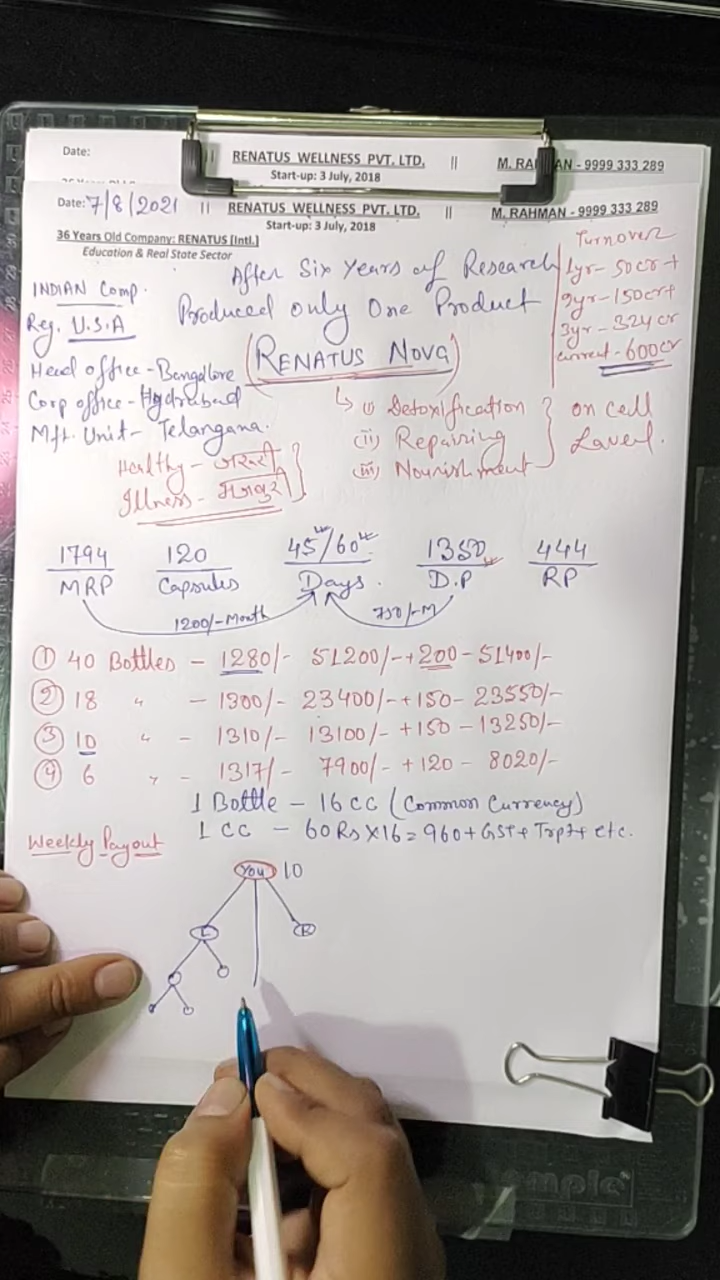 Date: || RENATUS WELLNESS PVT. LTD. || M. RAHMAN - 9999 333 289
Start-up: 3 July, 2018
Date: 7/8/2021 || RENATUS WELLNESS PVT. LTD. || M. RAHMAN - 9999 333 289
Start-up: 3 July, 2018
36 Years Old Company: RENATUS [Intl.]
Education & Real State Sector
Turnover
1yr - 50cr +
2yr - 150cr+
3yr - 324 cr
current - 600cr
After Six Years of Research
Produced only One Product
(RENATUS NOVA)
INDIAN Comp.
Reg. U.S.A
Head office - Bangalore
Corp office - Hydrabad
Mft. Unit - Telangana.
(i) Detoxification
(ii) Repairing
(iii) Nourishment
on cell
Lavel.
Healthy - जरूरी
Illness - मजबूरी
1794 120 45/60 1350 444
MRP Capsules Days. D.P RP
1200/- Month 750/-M
① 40 Bottles - 1280/- 51200/- +200 - 51400/-
② 18 " - 1300/- 23400/- +150 - 23550/-
③ 10 " - 1310/- 13100/- +150 - 13250/-
④ 6 " - 1317/- 7900/- +120 - 8020/-
1 Bottle - 16 CC (Common Currency)
1 CC - 60 Rs X 16 = 960 + GST + Trpt + etc.
Weekly Payout
You 10
L R
emple